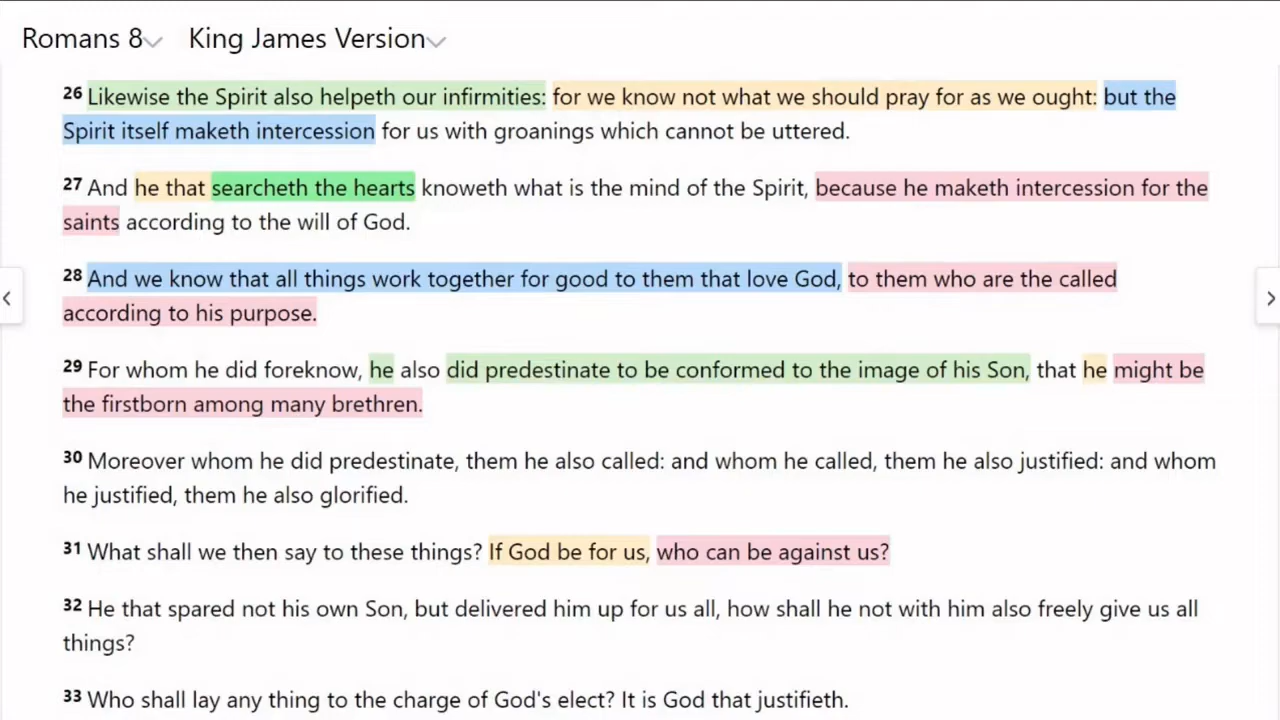 Romans 8 King James Version
26 Likewise the Spirit also helpeth our infirmities: for we know not what we should pray for as we ought: but the
Spirit itself maketh intercession for us with groanings which cannot be uttered.
27 And he that searcheth the hearts knoweth what is the mind of the Spirit, because he maketh intercession for the
saints according to the will of God.
28 And we know that all things work together for good to them that love God, to them who are the called
according to his purpose.
29 For whom he did foreknow, he also did predestinate to be conformed to the image of his Son, that he might be
the firstborn among many brethren.
30 Moreover whom he did predestinate, them he also called: and whom he called, them he also justified: and whom
he justified, them he also glorified.
31 What shall we then say to these things? If God be for us, who can be against us?
32 He that spared not his own Son, but delivered him up for us all, how shall he not with him also freely give us all
things?
33 Who shall lay any thing to the charge of God's elect? It is God that justifieth.